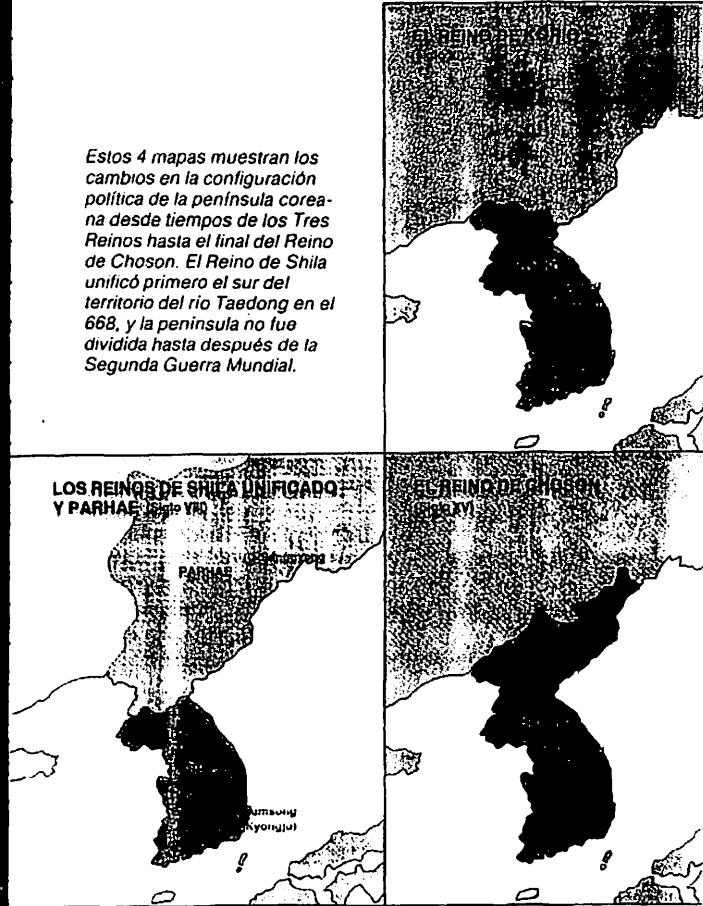 Estos 4 mapas muestran los
cambios en la configuración
política de la península corea-
na desde tiempos de los Tres
Reinos hasta el final del Reino
de Choson. El Reino de Shila
unificó primero el sur del
territorio del río Taedong en el
668, y la península no fue
dividida hasta después de la
Segunda Guerra Mundial.
EL REINO DE KORIO
LOS REINOS DE SHILA UNIFICADO
Y PARHAE (Siglo VIII)
PARHAE
(Kyongju)
EL REINO DE CHOSON
(Siglo XV)